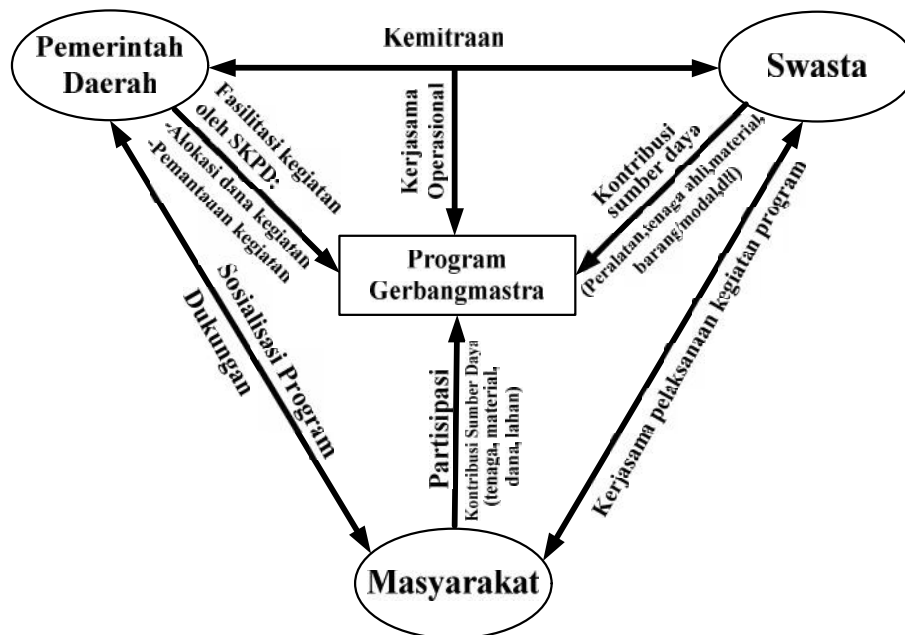 Pemerintah
Daerah
Kemitraan
Swasta
Fasilitasi kegiatan
oleh SKPD:
-Alokasi dana kegiatan
-Pemantauan kegiatan
Kerjasama
Operasional
Kontribusi
sumber daya
(Peralatan,tenaga ahli,material,
barang/modal,dll)
Program
Gerbangmastra
Sosialisasi Program
Dukungan
Partisipasi
Kontribusi Sumber Daya
(tenaga, material,
dana, lahan)
Kerjasama pelaksanaan kegiatan program
Masyarakat